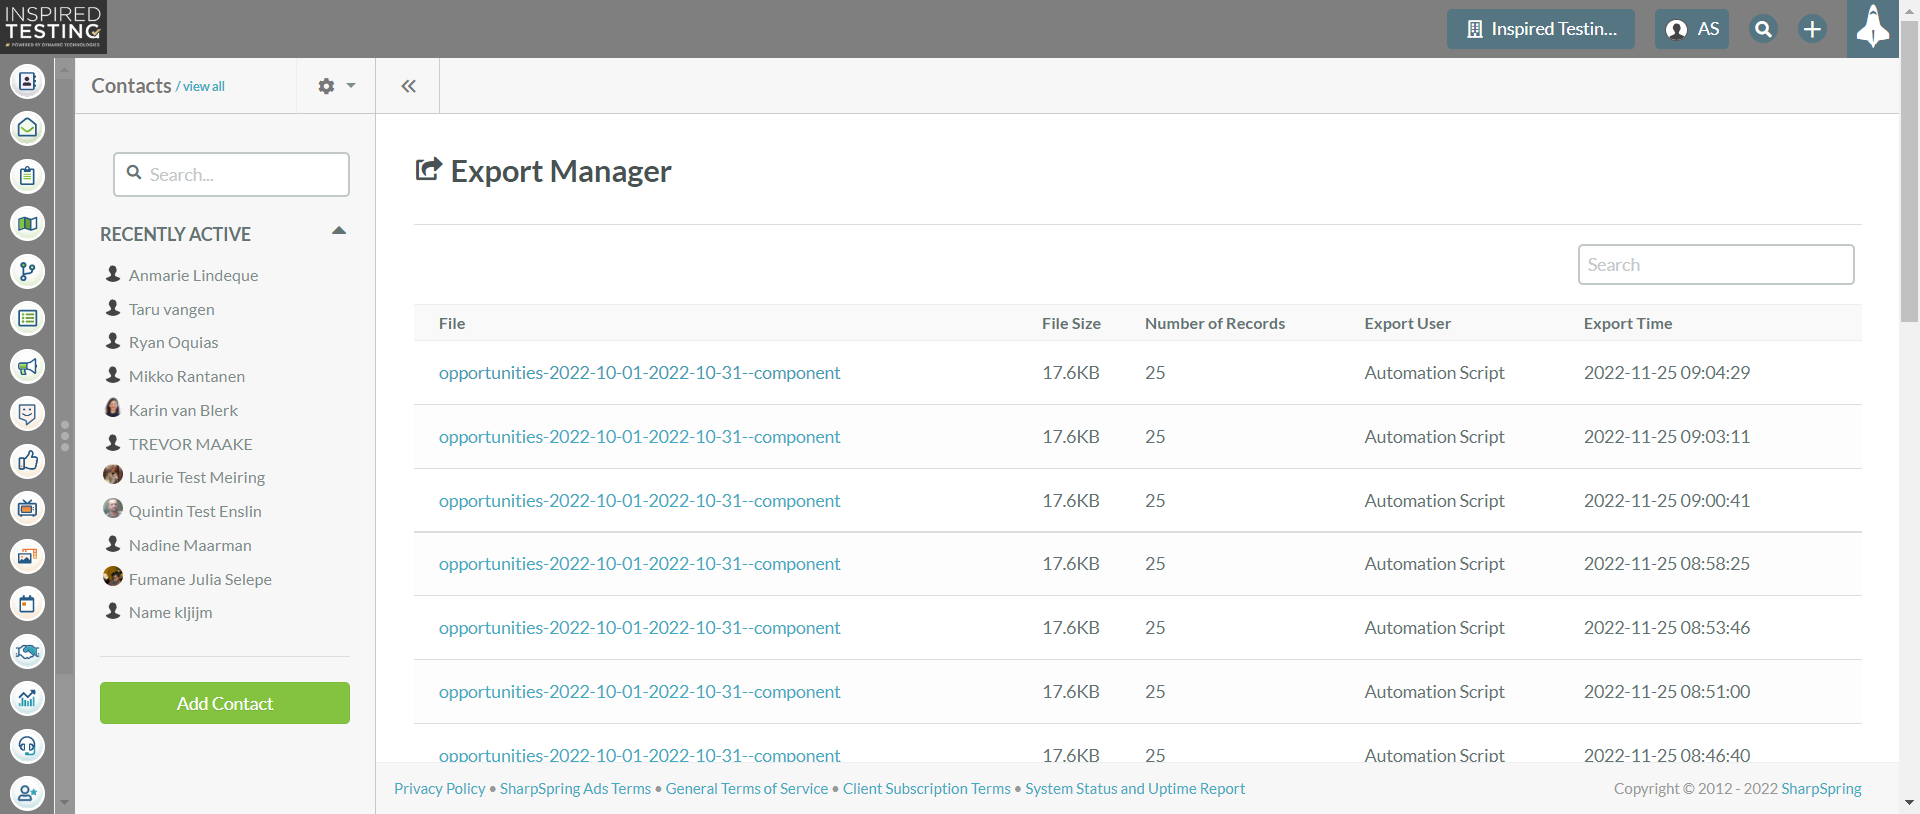 INSPIRED
TESTING
POWERED BY DYNAMIC TECHNOLOGIES
Inspired Testin...
AS
Contacts / view all
Search...
RECENTLY ACTIVE
Anmarie Lindeque
Taru vangen
Ryan Oquias
Mikko Rantanen
Karin van Blerk
TREVOR MAAKE
Laurie Test Meiring
Quintin Test Enslin
Nadine Maarman
Fumane Julia Selepe
Name kljijm
Add Contact
Export Manager
Search
File File Size Number of Records Export User Export Time
opportunities-2022-10-01-2022-10-31--component 17.6KB 25 Automation Script 2022-11-25 09:04:29
opportunities-2022-10-01-2022-10-31--component 17.6KB 25 Automation Script 2022-11-25 09:03:11
opportunities-2022-10-01-2022-10-31--component 17.6KB 25 Automation Script 2022-11-25 09:00:41
opportunities-2022-10-01-2022-10-31--component 17.6KB 25 Automation Script 2022-11-25 08:58:25
opportunities-2022-10-01-2022-10-31--component 17.6KB 25 Automation Script 2022-11-25 08:53:46
opportunities-2022-10-01-2022-10-31--component 17.6KB 25 Automation Script 2022-11-25 08:51:00
opportunities-2022-10-01-2022-10-31--component 17.6KB 25 Automation Script 2022-11-25 08:46:40
Privacy Policy • SharpSpring Ads Terms • General Terms of Service • Client Subscription Terms • System Status and Uptime Report
Copyright © 2012 - 2022 SharpSpring